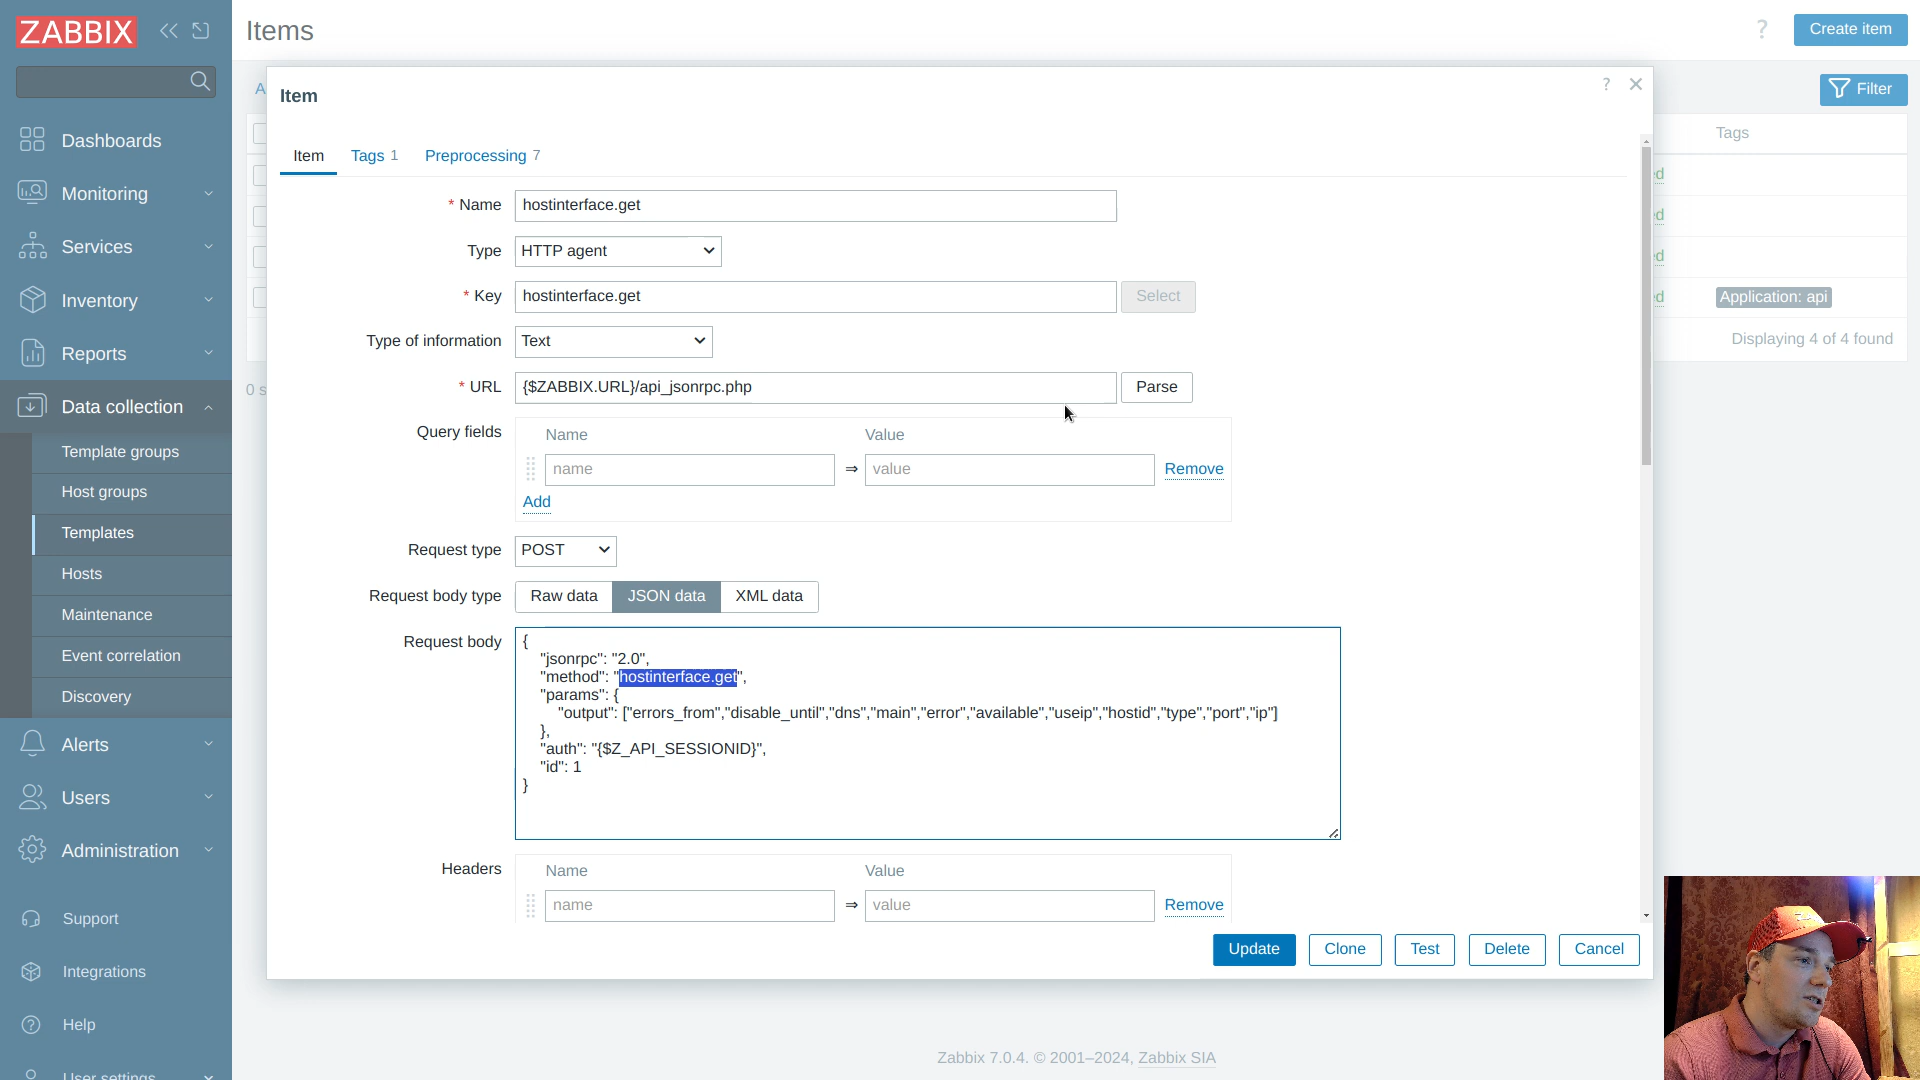 ZABBIX
Items
?
Create item
Filter
Dashboards
Monitoring
Services
Inventory
Reports
Data collection
Template groups
Host groups
Templates
Hosts
Maintenance
Event correlation
Discovery
Alerts
Users
Administration
Support
Integrations
Help
User settings
Item
?
Item
Tags 1
Preprocessing 7
* Name
hostinterface.get
Type
HTTP agent
* Key
hostinterface.get
Select
Type of information
Text
* URL
{$ZABBIX.URL}/api_jsonrpc.php
Parse
Query fields
Name
Value
name
⇒
value
Remove
Add
Request type
POST
Request body type
Raw data
JSON data
XML data
Request body
{
"jsonrpc": "2.0",
"method": "hostinterface.get",
"params": {
"output": ["errors_from","disable_until","dns","main","error","available","useip","hostid","type","port","ip"]
},
"auth": "{$Z_API_SESSIONID}",
"id": 1
}
Headers
Name
Value
name
⇒
value
Remove
Update
Clone
Test
Delete
Cancel
Tags
ed
ed
ed
ed
Application: api
Displaying 4 of 4 found
0 s
A
Zabbix 7.0.4. © 2001–2024, Zabbix SIA